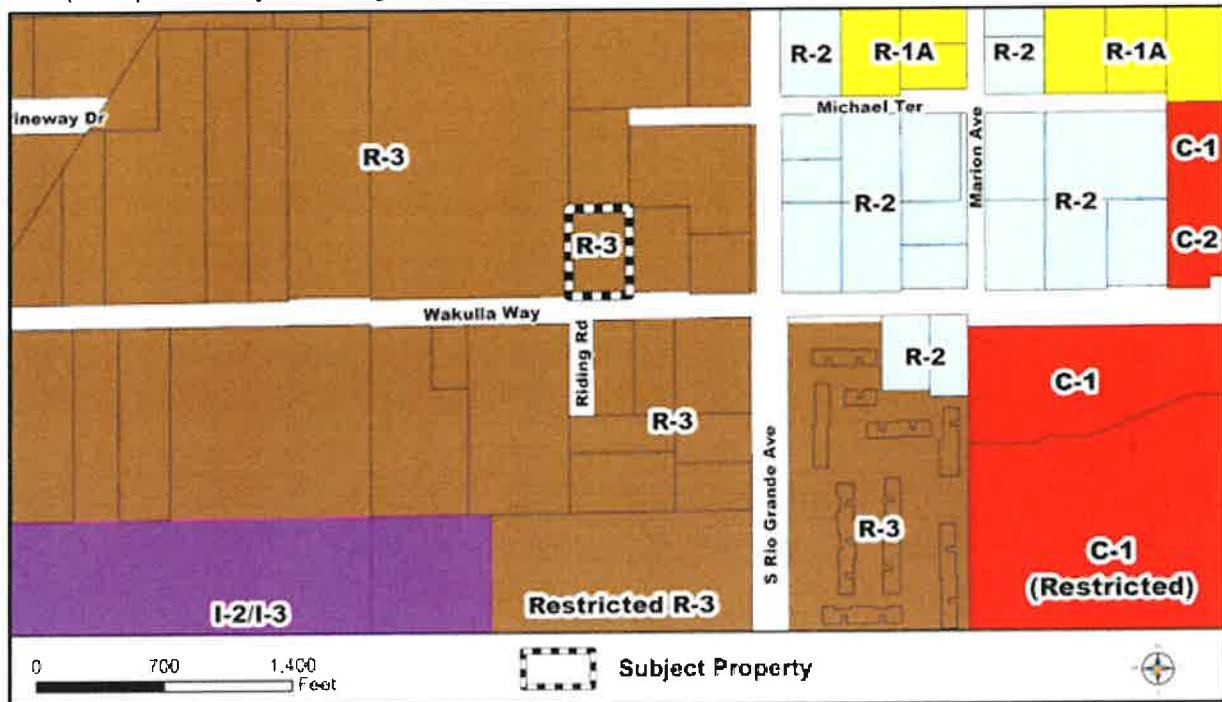 R-2
R-1A
R-2
R-1A
ineway Dr
Michael Ter
Marion Ave
R-3
C-1
R-2
R-2
R-3
C-2
Wakulla Way
Riding Rd
R-2
C-1
R-3
S Rio Grande Ave
R-3
C-1
(Restricted)
I-2/I-3
Restricted R-3
0 700 1,400
Feet
Subject Property